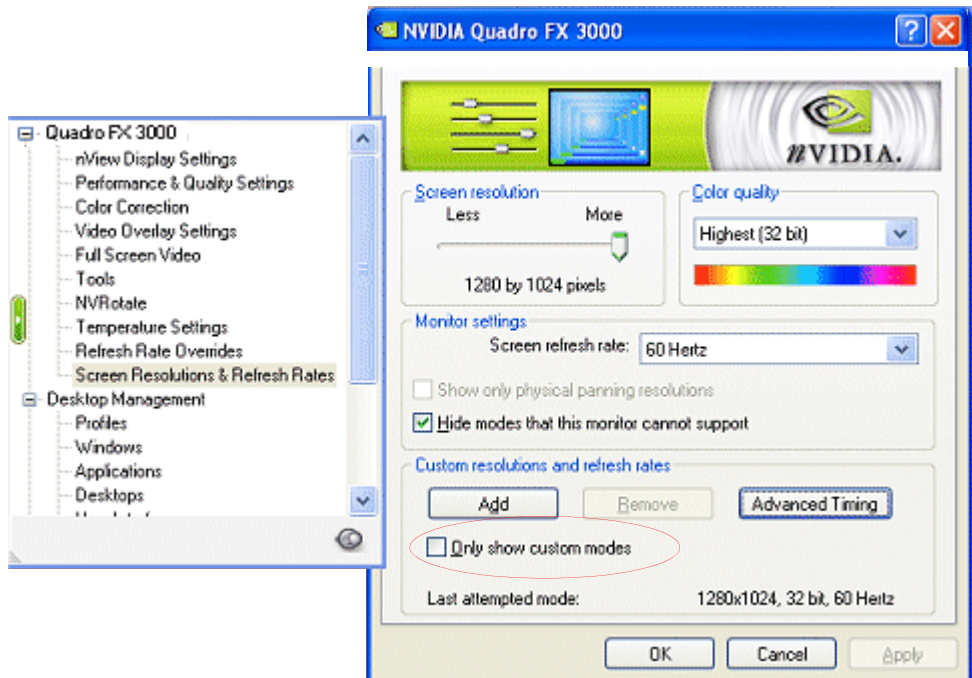 Quadro FX 3000
nView Display Settings
Performance & Quality Settings
Color Correction
Video Overlay Settings
Full Screen Video
Tools
NVRotate
Temperature Settings
Refresh Rate Overrides
Screen Resolutions & Refresh Rates
Desktop Management
Profiles
Windows
Applications
Desktops
NVIDIA Quadro FX 3000
nVIDIA.
Screen resolution
Less More
1280 by 1024 pixels
Color quality
Highest (32 bit)
Monitor settings
Screen refresh rate: 60 Hertz
Show only physical panning resolutions
Hide modes that this monitor cannot support
Custom resolutions and refresh rates
Add Remove Advanced Timing
Only show custom modes
Last attempted mode: 1280x1024, 32 bit, 60 Hertz
OK Cancel Apply